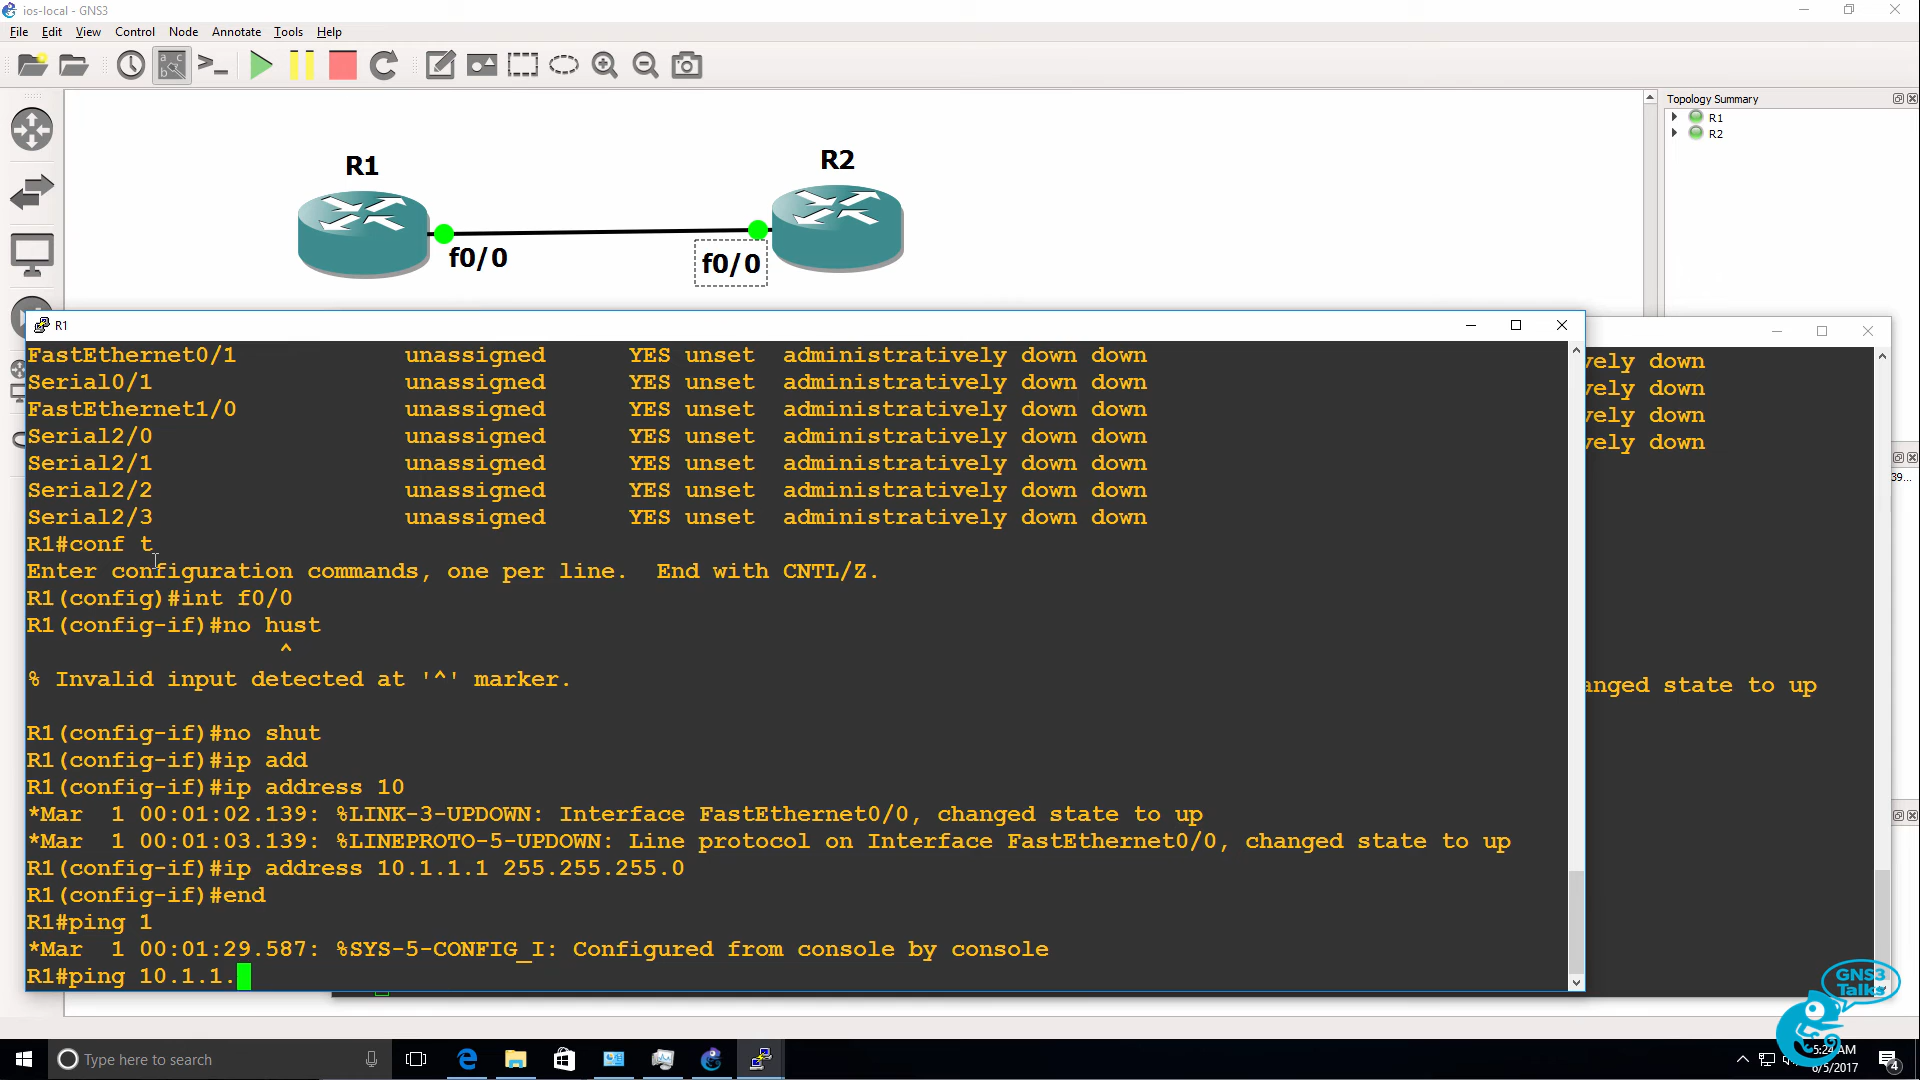 ios-local - GNS3
File Edit View Control Node Annotate Tools Help
Topology Summary
R1
R2
R1
R2
f0/0
f0/0
R1
FastEthernet0/1 unassigned YES unset administratively down down
Serial0/1 unassigned YES unset administratively down down
FastEthernet1/0 unassigned YES unset administratively down down
Serial2/0 unassigned YES unset administratively down down
Serial2/1 unassigned YES unset administratively down down
Serial2/2 unassigned YES unset administratively down down
Serial2/3 unassigned YES unset administratively down down
R1#conf t
Enter configuration commands, one per line. End with CNTL/Z.
R1(config)#int f0/0
R1(config-if)#no hust
^
% Invalid input detected at '^' marker.
R1(config-if)#no shut
R1(config-if)#ip add
R1(config-if)#ip address 10
*Mar 1 00:01:02.139: %LINK-3-UPDOWN: Interface FastEthernet0/0, changed state to up
*Mar 1 00:01:03.139: %LINEPROTO-5-UPDOWN: Line protocol on Interface FastEthernet0/0, changed state to up
R1(config-if)#ip address 10.1.1.1 255.255.255.0
R1(config-if)#end
R1#ping 1
*Mar 1 00:01:29.587: %SYS-5-CONFIG_I: Configured from console by console
R1#ping 10.1.1.
vely down
vely down
vely down
vely down
anged state to up
39...
GNS3
Talks
Type here to search
5:24 AM
6/5/2017
4